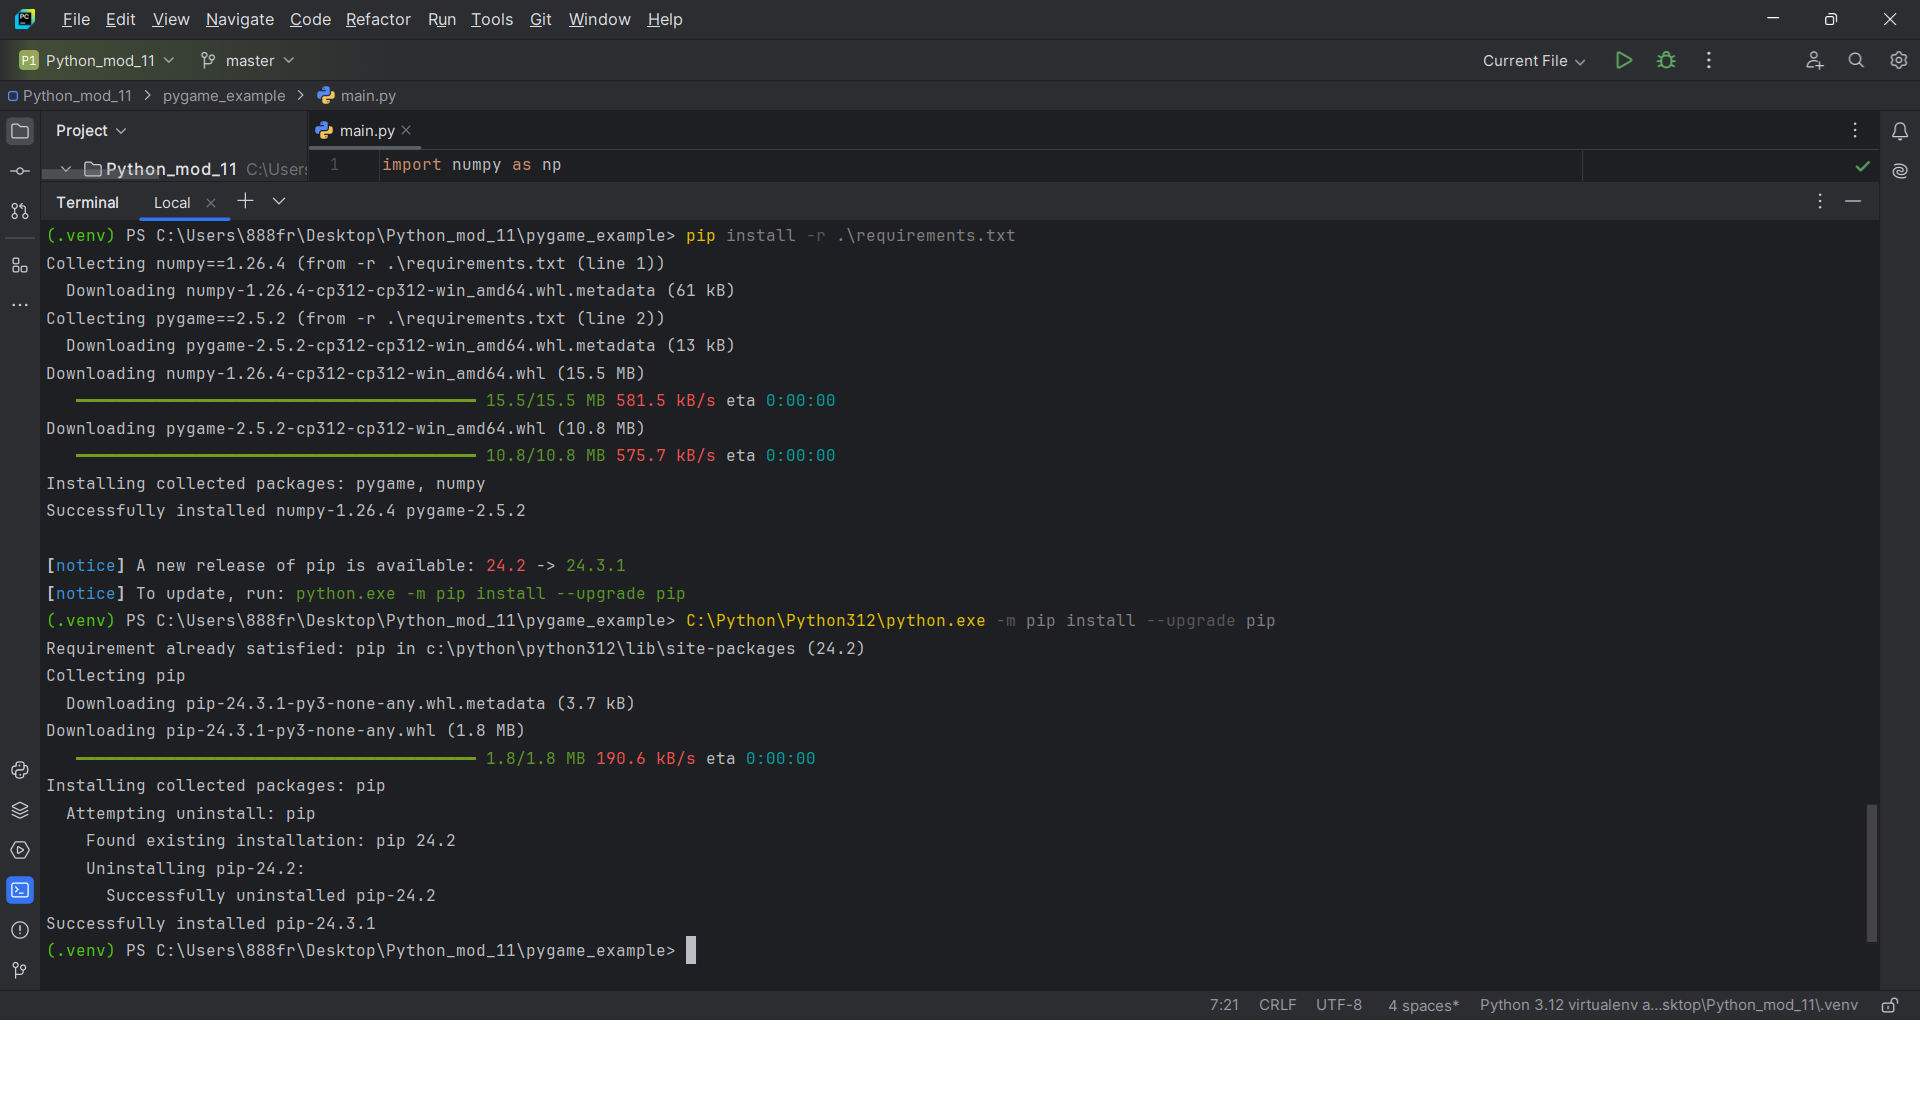 PC
File Edit View Navigate Code Refactor Run Tools Git Window Help
P1 Python_mod_11 master Current File
Python_mod_11 > pygame_example > main.py
Project main.py
Python_mod_11 C:\Users 1 import numpy as np
Terminal Local
(.venv) PS C:\Users\888fr\Desktop\Python_mod_11\pygame_example> pip install -r .\requirements.txt
Collecting numpy==1.26.4 (from -r .\requirements.txt (line 1))
  Downloading numpy-1.26.4-cp312-cp312-win_amd64.whl.metadata (61 kB)
Collecting pygame==2.5.2 (from -r .\requirements.txt (line 2))
  Downloading pygame-2.5.2-cp312-cp312-win_amd64.whl.metadata (13 kB)
Downloading numpy-1.26.4-cp312-cp312-win_amd64.whl (15.5 MB)
15.5/15.5 MB 581.5 kB/s eta 0:00:00
Downloading pygame-2.5.2-cp312-cp312-win_amd64.whl (10.8 MB)
10.8/10.8 MB 575.7 kB/s eta 0:00:00
Installing collected packages: pygame, numpy
Successfully installed numpy-1.26.4 pygame-2.5.2
[notice] A new release of pip is available: 24.2 -> 24.3.1
[notice] To update, run: python.exe -m pip install --upgrade pip
(.venv) PS C:\Users\888fr\Desktop\Python_mod_11\pygame_example> C:\Python\Python312\python.exe -m pip install --upgrade pip
Requirement already satisfied: pip in c:\python\python312\lib\site-packages (24.2)
Collecting pip
  Downloading pip-24.3.1-py3-none-any.whl.metadata (3.7 kB)
Downloading pip-24.3.1-py3-none-any.whl (1.8 MB)
1.8/1.8 MB 190.6 kB/s eta 0:00:00
Installing collected packages: pip
  Attempting uninstall: pip
    Found existing installation: pip 24.2
    Uninstalling pip-24.2:
      Successfully uninstalled pip-24.2
Successfully installed pip-24.3.1
(.venv) PS C:\Users\888fr\Desktop\Python_mod_11\pygame_example>
7:21 CRLF UTF-8 4 spaces* Python 3.12 virtualenv a...sktop\Python_mod_11\.venv